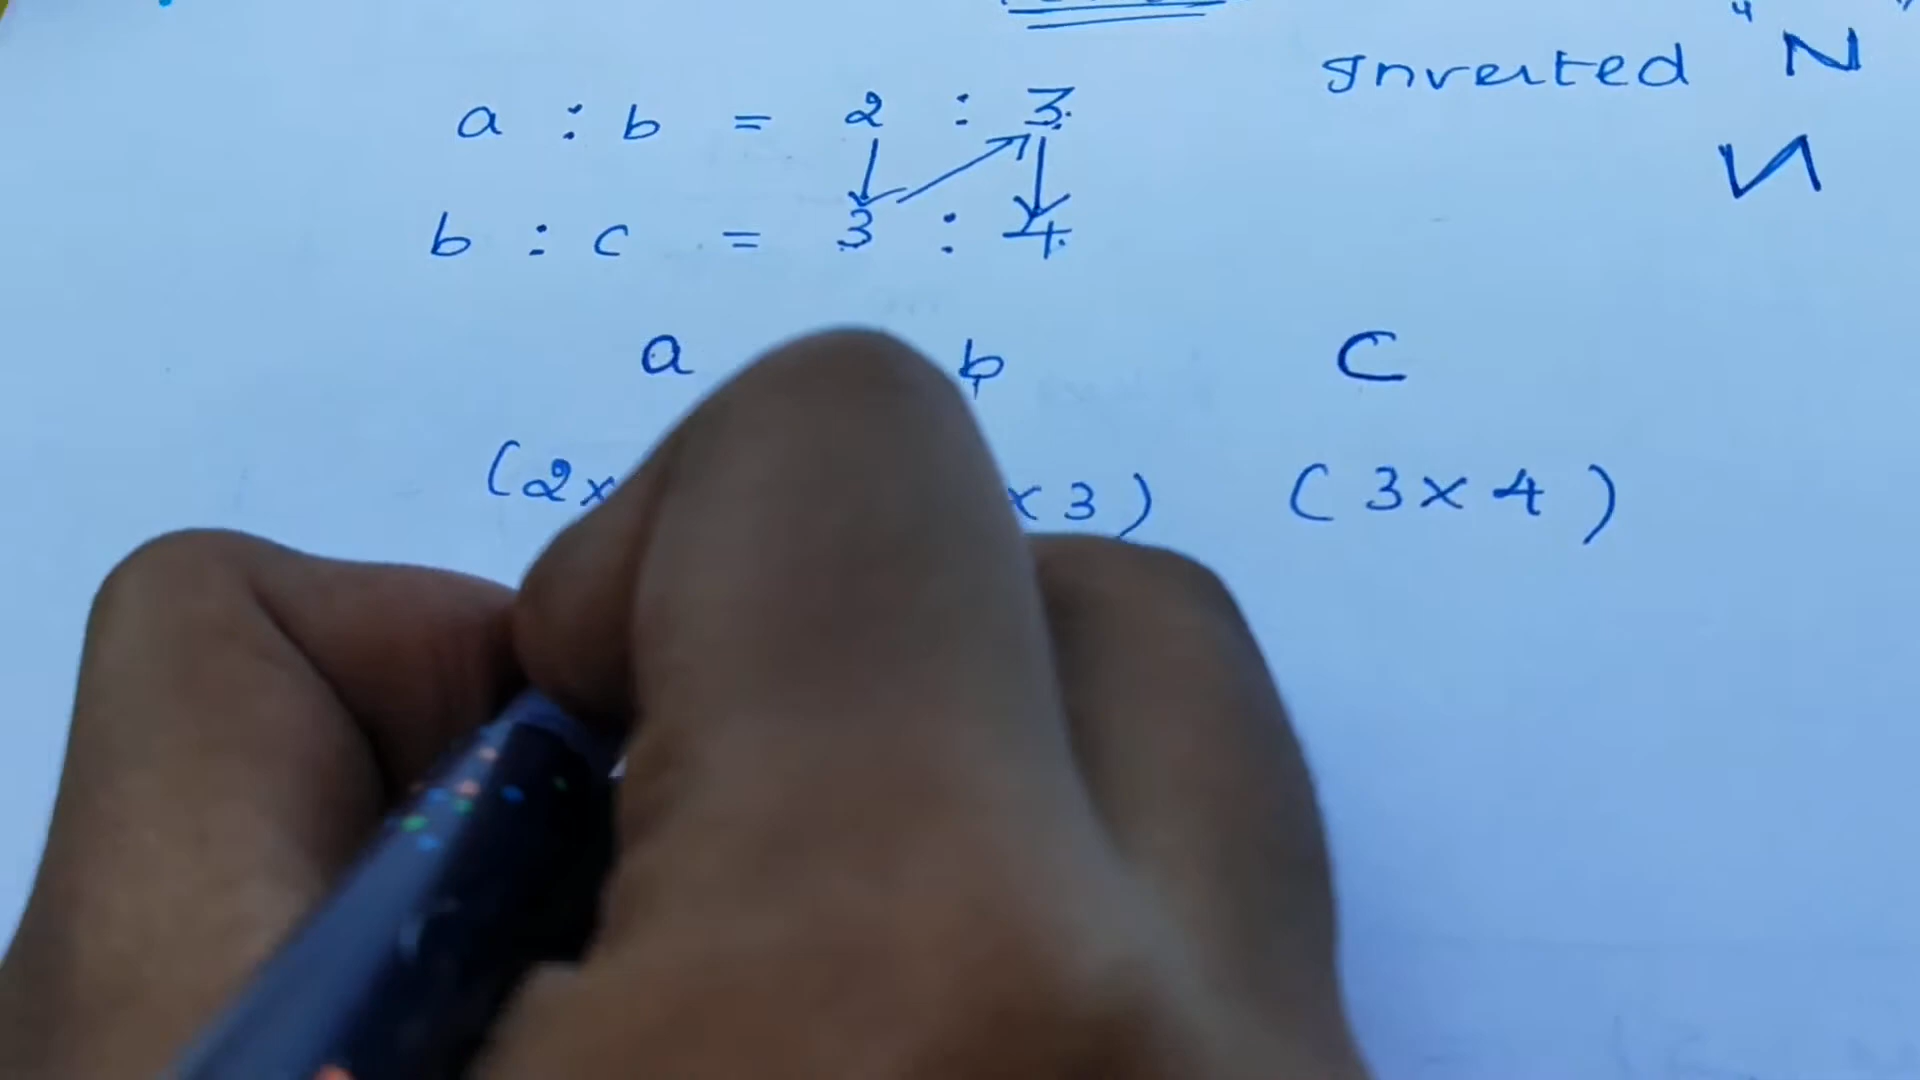 Inverted "N
a : b = 2 : 3
N
b : c = 3 : 4
a b c
(2x x3) (3x4)